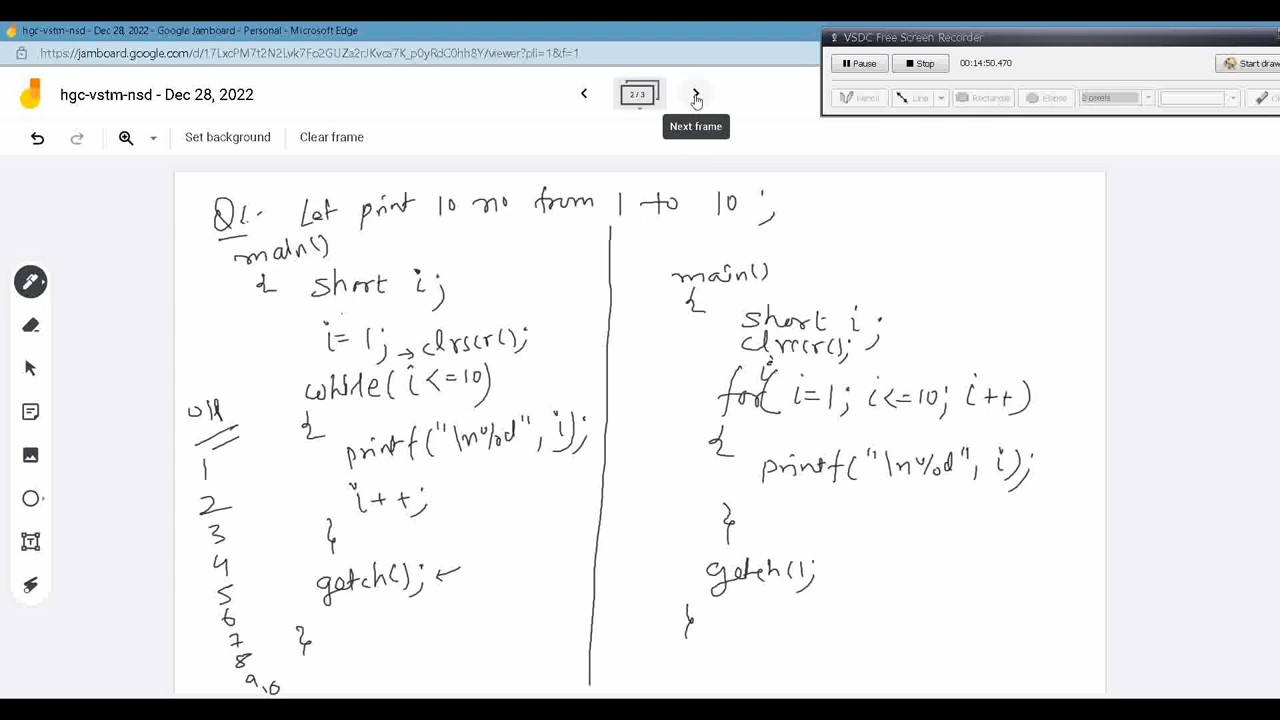 hgc-vstm-nsd - Dec 28, 2022 - Google Jamboard - Personal - Microsoft Edge
https://jamboard.google.com/d/17LxcPM7t2N2Lvk7Fo2GUZa2rJKvca7K_p0yRdC0hh8Y/viewer?pli=1&f=1
VSDC Free Screen Recorder
Pause Stop 00:14:50.470 Start draw
Pencil Line Rectangle Ellipse 2 pixels
hgc-vstm-nsd - Dec 28, 2022
2 / 3
Next frame
Set background Clear frame
Q1:- Let print 10 no from 1 to 10 ;
main()
{ short i;
i=1; → clrscr();
while( i<=10)
{
printf("\n%d", i);
i++;
}
getch(); ←
}
O/P
1
2
3
4
5
6
7
8
9
10
main()
{
short i;
clrscr();
for( i=1; i<=10; i++)
{
printf("\n%d", i);
}
getch();
}